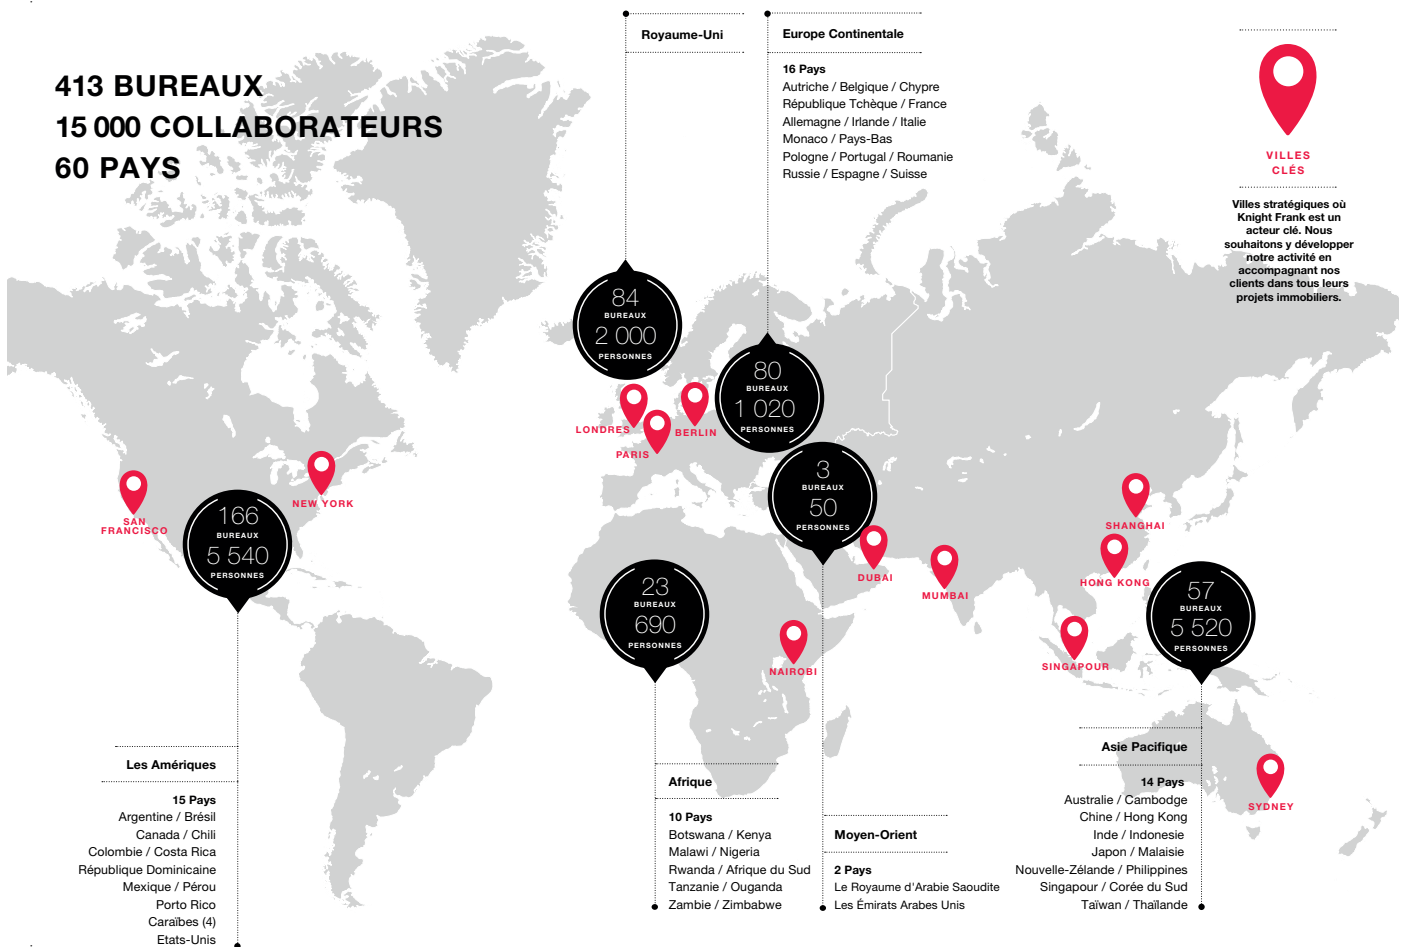 413 BUREAUX
15 000 COLLABORATEURS
60 PAYS
Royaume-Uni
84
BUREAUX
2 000
PERSONNES
Europe Continentale
16 Pays
Autriche / Belgique / Chypre
République Tchèque / France
Allemagne / Irlande / Italie
Monaco / Pays-Bas
Pologne / Portugal / Roumanie
Russie / Espagne / Suisse
80
BUREAUX
1 020
PERSONNES
VILLES
CLÉS
Villes stratégiques où
Knight Frank est un
acteur clé. Nous
souhaitons y développer
notre activité en
accompagnant nos
clients dans tous leurs
projets immobiliers.
LONDRES
PARIS
BERLIN
SAN
FRANCISCO
NEW YORK
166
BUREAUX
5 540
PERSONNES
3
BUREAUX
50
PERSONNES
DUBAI
MUMBAI
SHANGHAI
HONG KONG
SINGAPOUR
23
BUREAUX
690
PERSONNES
NAIROBI
57
BUREAUX
5 520
PERSONNES
SYDNEY
Les Amériques
15 Pays
Argentine / Brésil
Canada / Chili
Colombie / Costa Rica
République Dominicaine
Mexique / Pérou
Porto Rico
Caraïbes (4)
Etats-Unis
Afrique
10 Pays
Botswana / Kenya
Malawi / Nigeria
Rwanda / Afrique du Sud
Tanzanie / Ouganda
Zambie / Zimbabwe
Moyen-Orient
2 Pays
Le Royaume d'Arabie Saoudite
Les Émirats Arabes Unis
Asie Pacifique
14 Pays
Australie / Cambodge
Chine / Hong Kong
Inde / Indonesie
Japon / Malaisie
Nouvelle-Zélande / Philippines
Singapour / Corée du Sud
Taïwan / Thaïlande